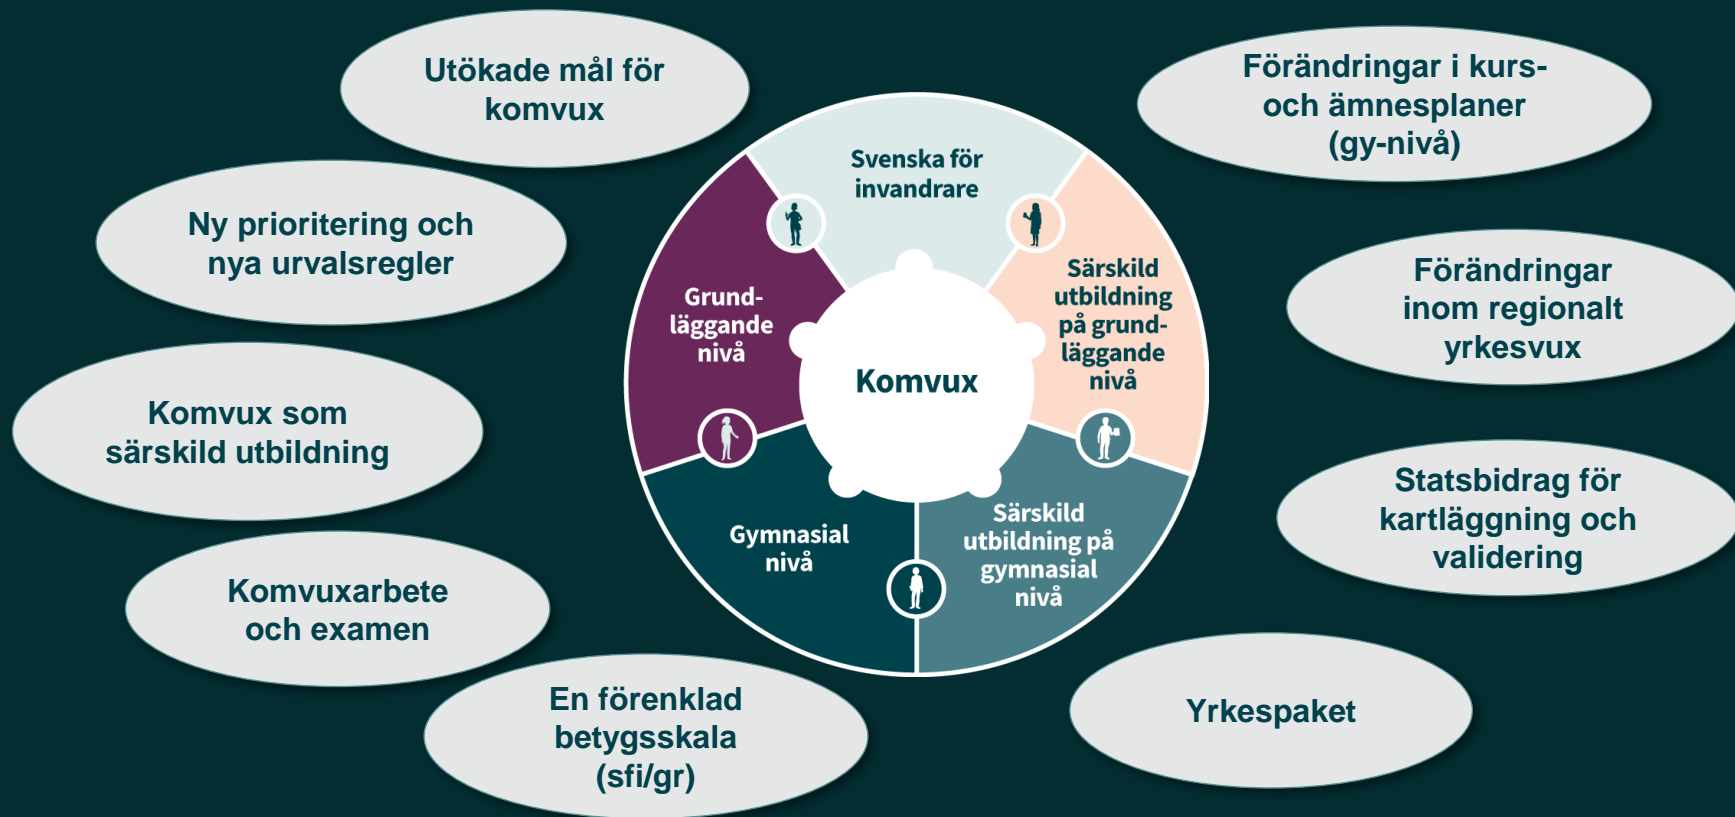 Utökade mål för
komvux
Ny prioritering och
nya urvalsregler
Komvux som
särskild utbildning
Komvuxarbete
och examen
En förenklad
betygsskala
(sfi/gr)
Svenska för
invandrare
Grund-
läggande
nivå
Särskild
utbildning
på grund-
läggande
nivå
Komvux
Gymnasial
nivå
Särskild
utbildning på
gymnasial
nivå
Förändringar i kurs-
och ämnesplaner
(gy-nivå)
Förändringar
inom regionalt
yrkesvux
Statsbidrag för
kartläggning och
validering
Yrkespaket